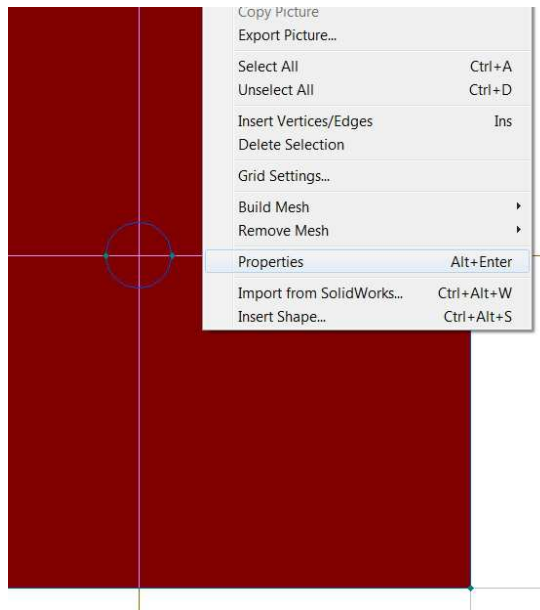 Copy Picture
Export Picture...
Select All Ctrl+A
Unselect All Ctrl+D
Insert Vertices/Edges Ins
Delete Selection
Grid Settings...
Build Mesh
Remove Mesh
Properties Alt+Enter
Import from SolidWorks... Ctrl+Alt+W
Insert Shape... Ctrl+Alt+S